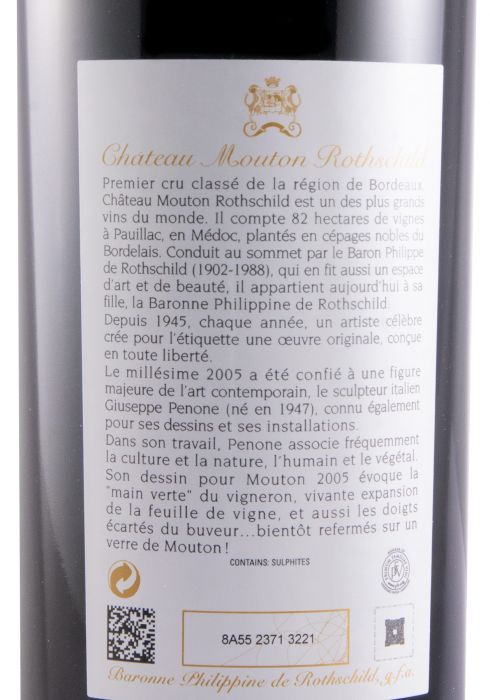 Château Mouton Rothschild
Premier cru classé de la région de Bordeaux,
Château Mouton Rothschild est un des plus grands
vins du monde. Il compte 82 hectares de vignes
à Pauillac, en Médoc, plantés en cépages nobles du
Bordelais. Conduit au sommet par le Baron Philippe
de Rothschild (1902-1988), qui en fit aussi un espace
d'art et de beauté, il appartient aujourd'hui à sa
fille, la Baronne Philippine de Rothschild.
Depuis 1945, chaque année, un artiste célèbre
crée pour l'étiquette une œuvre originale, conçue
en toute liberté.
Le millésime 2005 a été confié à une figure
majeure de l'art contemporain, le sculpteur italien
Giuseppe Penone (né en 1947), connu également
pour ses dessins et ses installations.
Dans son travail, Penone associe fréquemment
la culture et la nature, l'humain et le végétal.
Son dessin pour Mouton 2005 évoque la
"main verte" du vigneron, vivante expansion
de la feuille de vigne, et aussi les doigts
écartés du buveur...bientôt refermés sur un
verre de Mouton !
CONTAINS: SULPHITES
8A55 2371 3221
Baronne Philippine de Rothschild, g.f.a.